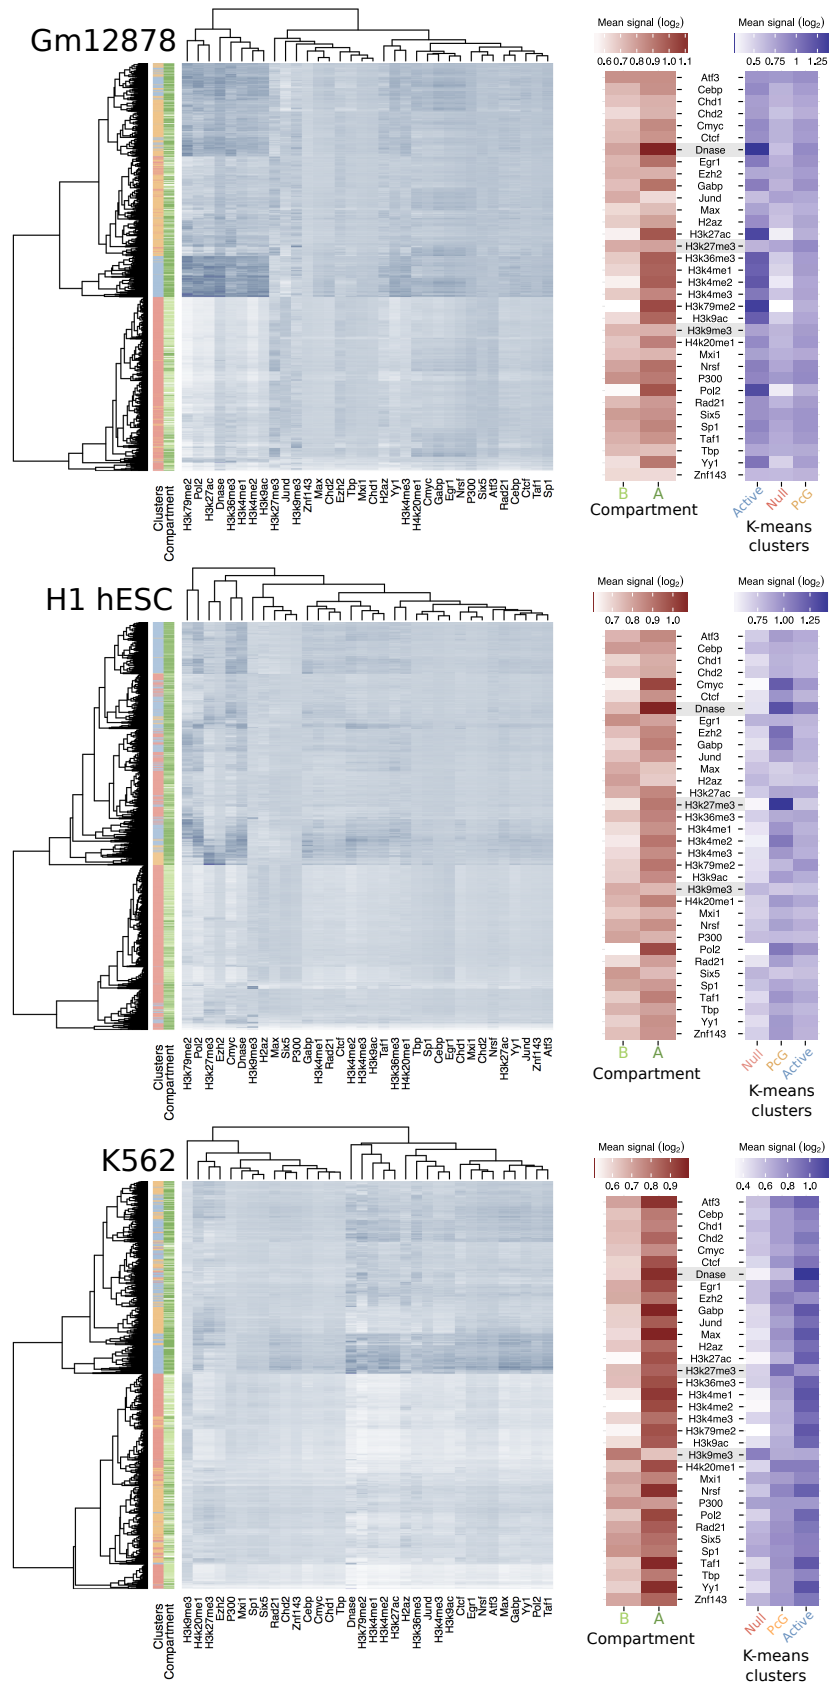 Gm12878
Mean signal (log2)
0.6 0.7 0.8 0.9 1.0 1.1
Mean signal (log2)
0.5 1 1.25
Atf3
Cebp
Chd1
Chd2
Cmyc
Ctcf
Dnase
Egr1
Ezh2
Gabp
Jund
Max
H2az
H3k27ac
H3k27me3
H3k36me3
H3k4me1
H3k4me2
H3k4me3
H3k79me2
H3k9ac
H3k9me3
H4k20me1
Mxi1
Nrsf
P300
Pol2
Rad21
Six5
Sp1
Taf1
Tbp
Yy1
Znf143
B A
Compartment
Active Null PcG
K-means
clusters
Clusters
Compartment
H3k79me2
Pol2
H3k27ac
Dnase
H3k36me3
H3k4me1
H3k4me2
H3k9ac
H3k27me3
Jund
H3k9me3
Znf143
Max
Chd2
Ezh2
Tbp
Mxi1
Chd1
H2az
Yy1
H3k4me3
H4k20me1
Cmyc
Gabp
Egr1
Nrsf
P300
Six5
Atf3
Rad21
Cebp
Ctcf
Taf1
Sp1
H1 hESC
Mean signal (log2)
0.7 0.8 0.9 1.0
Mean signal (log2)
0.75 1.00 1.25
Atf3
Cebp
Chd1
Chd2
Cmyc
Ctcf
Dnase
Egr1
Ezh2
Gabp
Jund
Max
H2az
H3k27ac
H3k27me3
H3k36me3
H3k4me1
H3k4me2
H3k4me3
H3k79me2
H3k9ac
H3k9me3
H4k20me1
Mxi1
Nrsf
P300
Pol2
Rad21
Six5
Sp1
Taf1
Tbp
Yy1
Znf143
B A
Compartment
Null PcG Active
K-means
clusters
Clusters
Compartment
H3k79me2
Pol2
H3k27me3
Ezh2
Cmyc
Dnase
H3k9me3
H2az
Max
Six5
P300
Gabp
H3k4me1
Rad21
Ctcf
H3k4me2
H3k4me3
H3k9ac
Taf1
H3k36me3
H4k20me1
Tbp
Sp1
Cebp
Egr1
Chd1
Mxi1
Chd2
Nrsf
H3k27ac
Yy1
Jund
Znf143
Atf3
K562
Mean signal (log2)
0.6 0.7 0.8 0.9
Mean signal (log2)
0.4 0.6 0.8 1.0
Atf3
Cebp
Chd1
Chd2
Cmyc
Ctcf
Dnase
Egr1
Ezh2
Gabp
Jund
Max
H2az
H3k27ac
H3k27me3
H3k36me3
H3k4me1
H3k4me2
H3k4me3
H3k79me2
H3k9ac
H3k9me3
H4k20me1
Mxi1
Nrsf
P300
Pol2
Rad21
Six5
Sp1
Taf1
Tbp
Yy1
Znf143
B A
Compartment
Null PcG Active
K-means
clusters
Clusters
Compartment
H3k9me3
H4k20me1
H3k27me3
Ezh2
P300
Mxi1
Sp1
Six5
Rad21
Chd2
Znf143
Cebp
Cmyc
Chd1
Tbp
Dnase
H3k79me2
H3k4me1
H3k4me2
H3k27ac
H2az
H3k36me3
Jund
H3k4me3
H3k9ac
Ctcf
Egr1
Nrsf
Atf3
Max
Gabp
Yy1
Pol2
Taf1